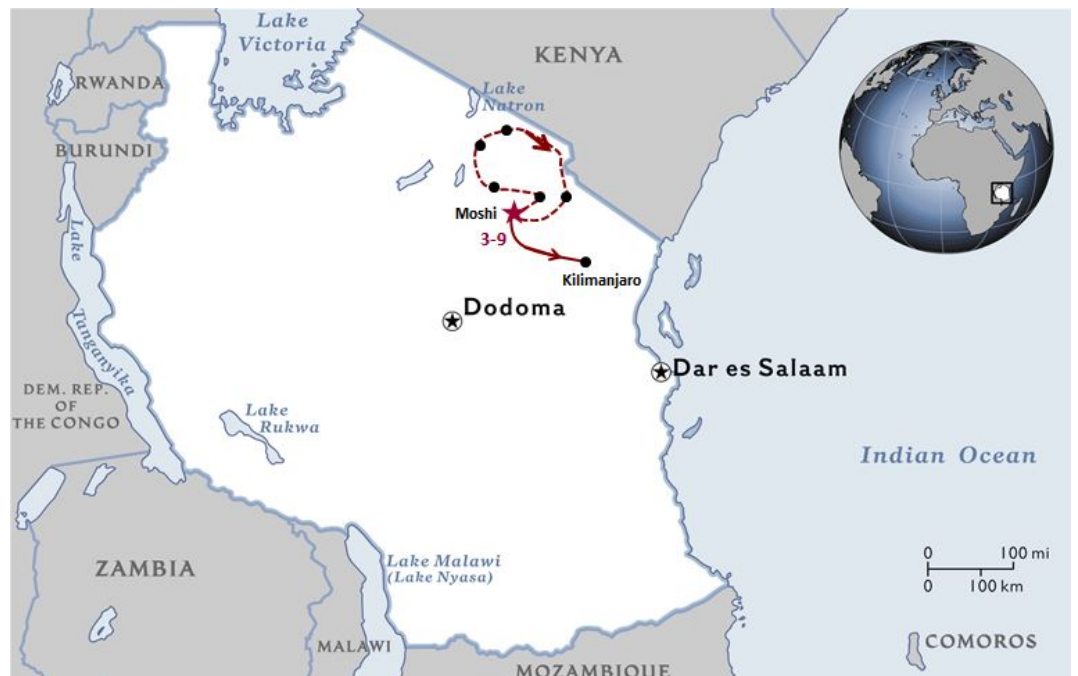 Lake
Victoria
KENYA
RWANDA
Lake
Natron
BURUNDI
Moshi
3-9
Kilimanjaro
Dodoma
Lake
Tanganyika
Dar es Salaam
DEM. REP.
OF
THE CONGO
Lake
Rukwa
Indian Ocean
0 100 mi
0 100 km
ZAMBIA
Lake Malawi
(Lake Nyasa)
MALAWI
MOZAMBIQUE
COMOROS